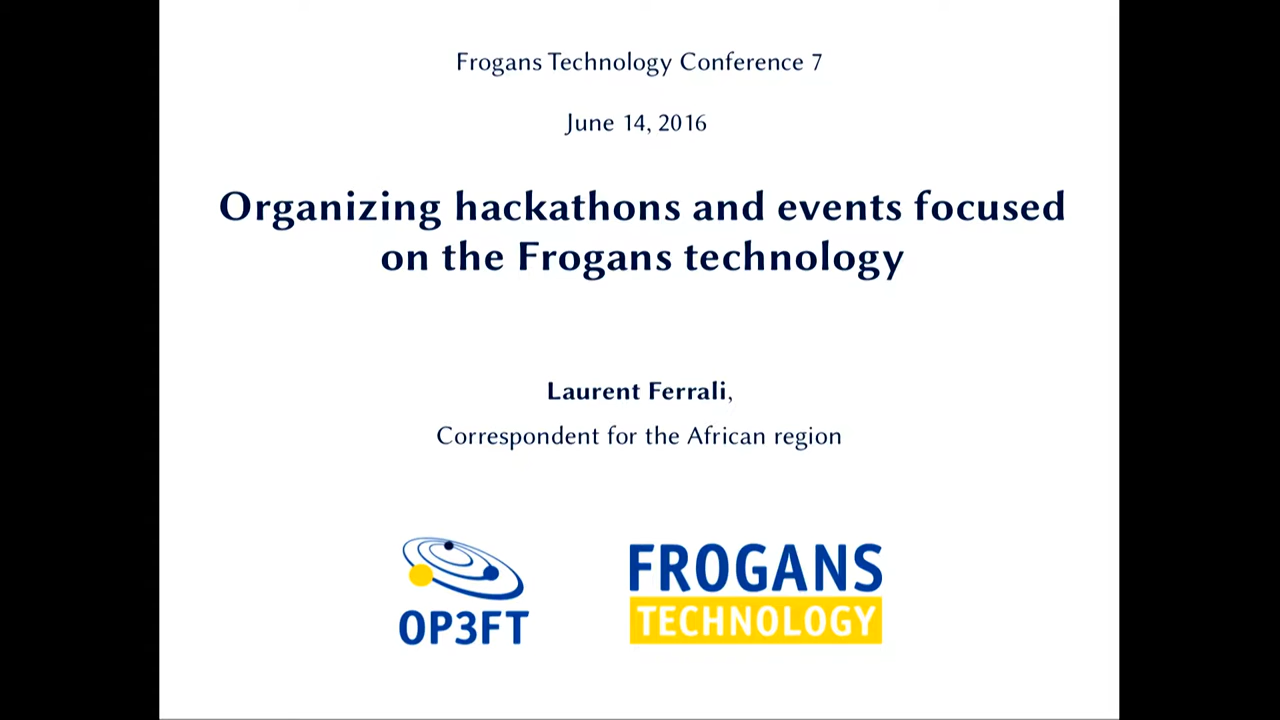 Frogans Technology Conference 7
June 14, 2016
Organizing hackathons and events focused
on the Frogans technology
Laurent Ferrali,
Correspondent for the African region
OP3FT
FROGANS
TECHNOLOGY